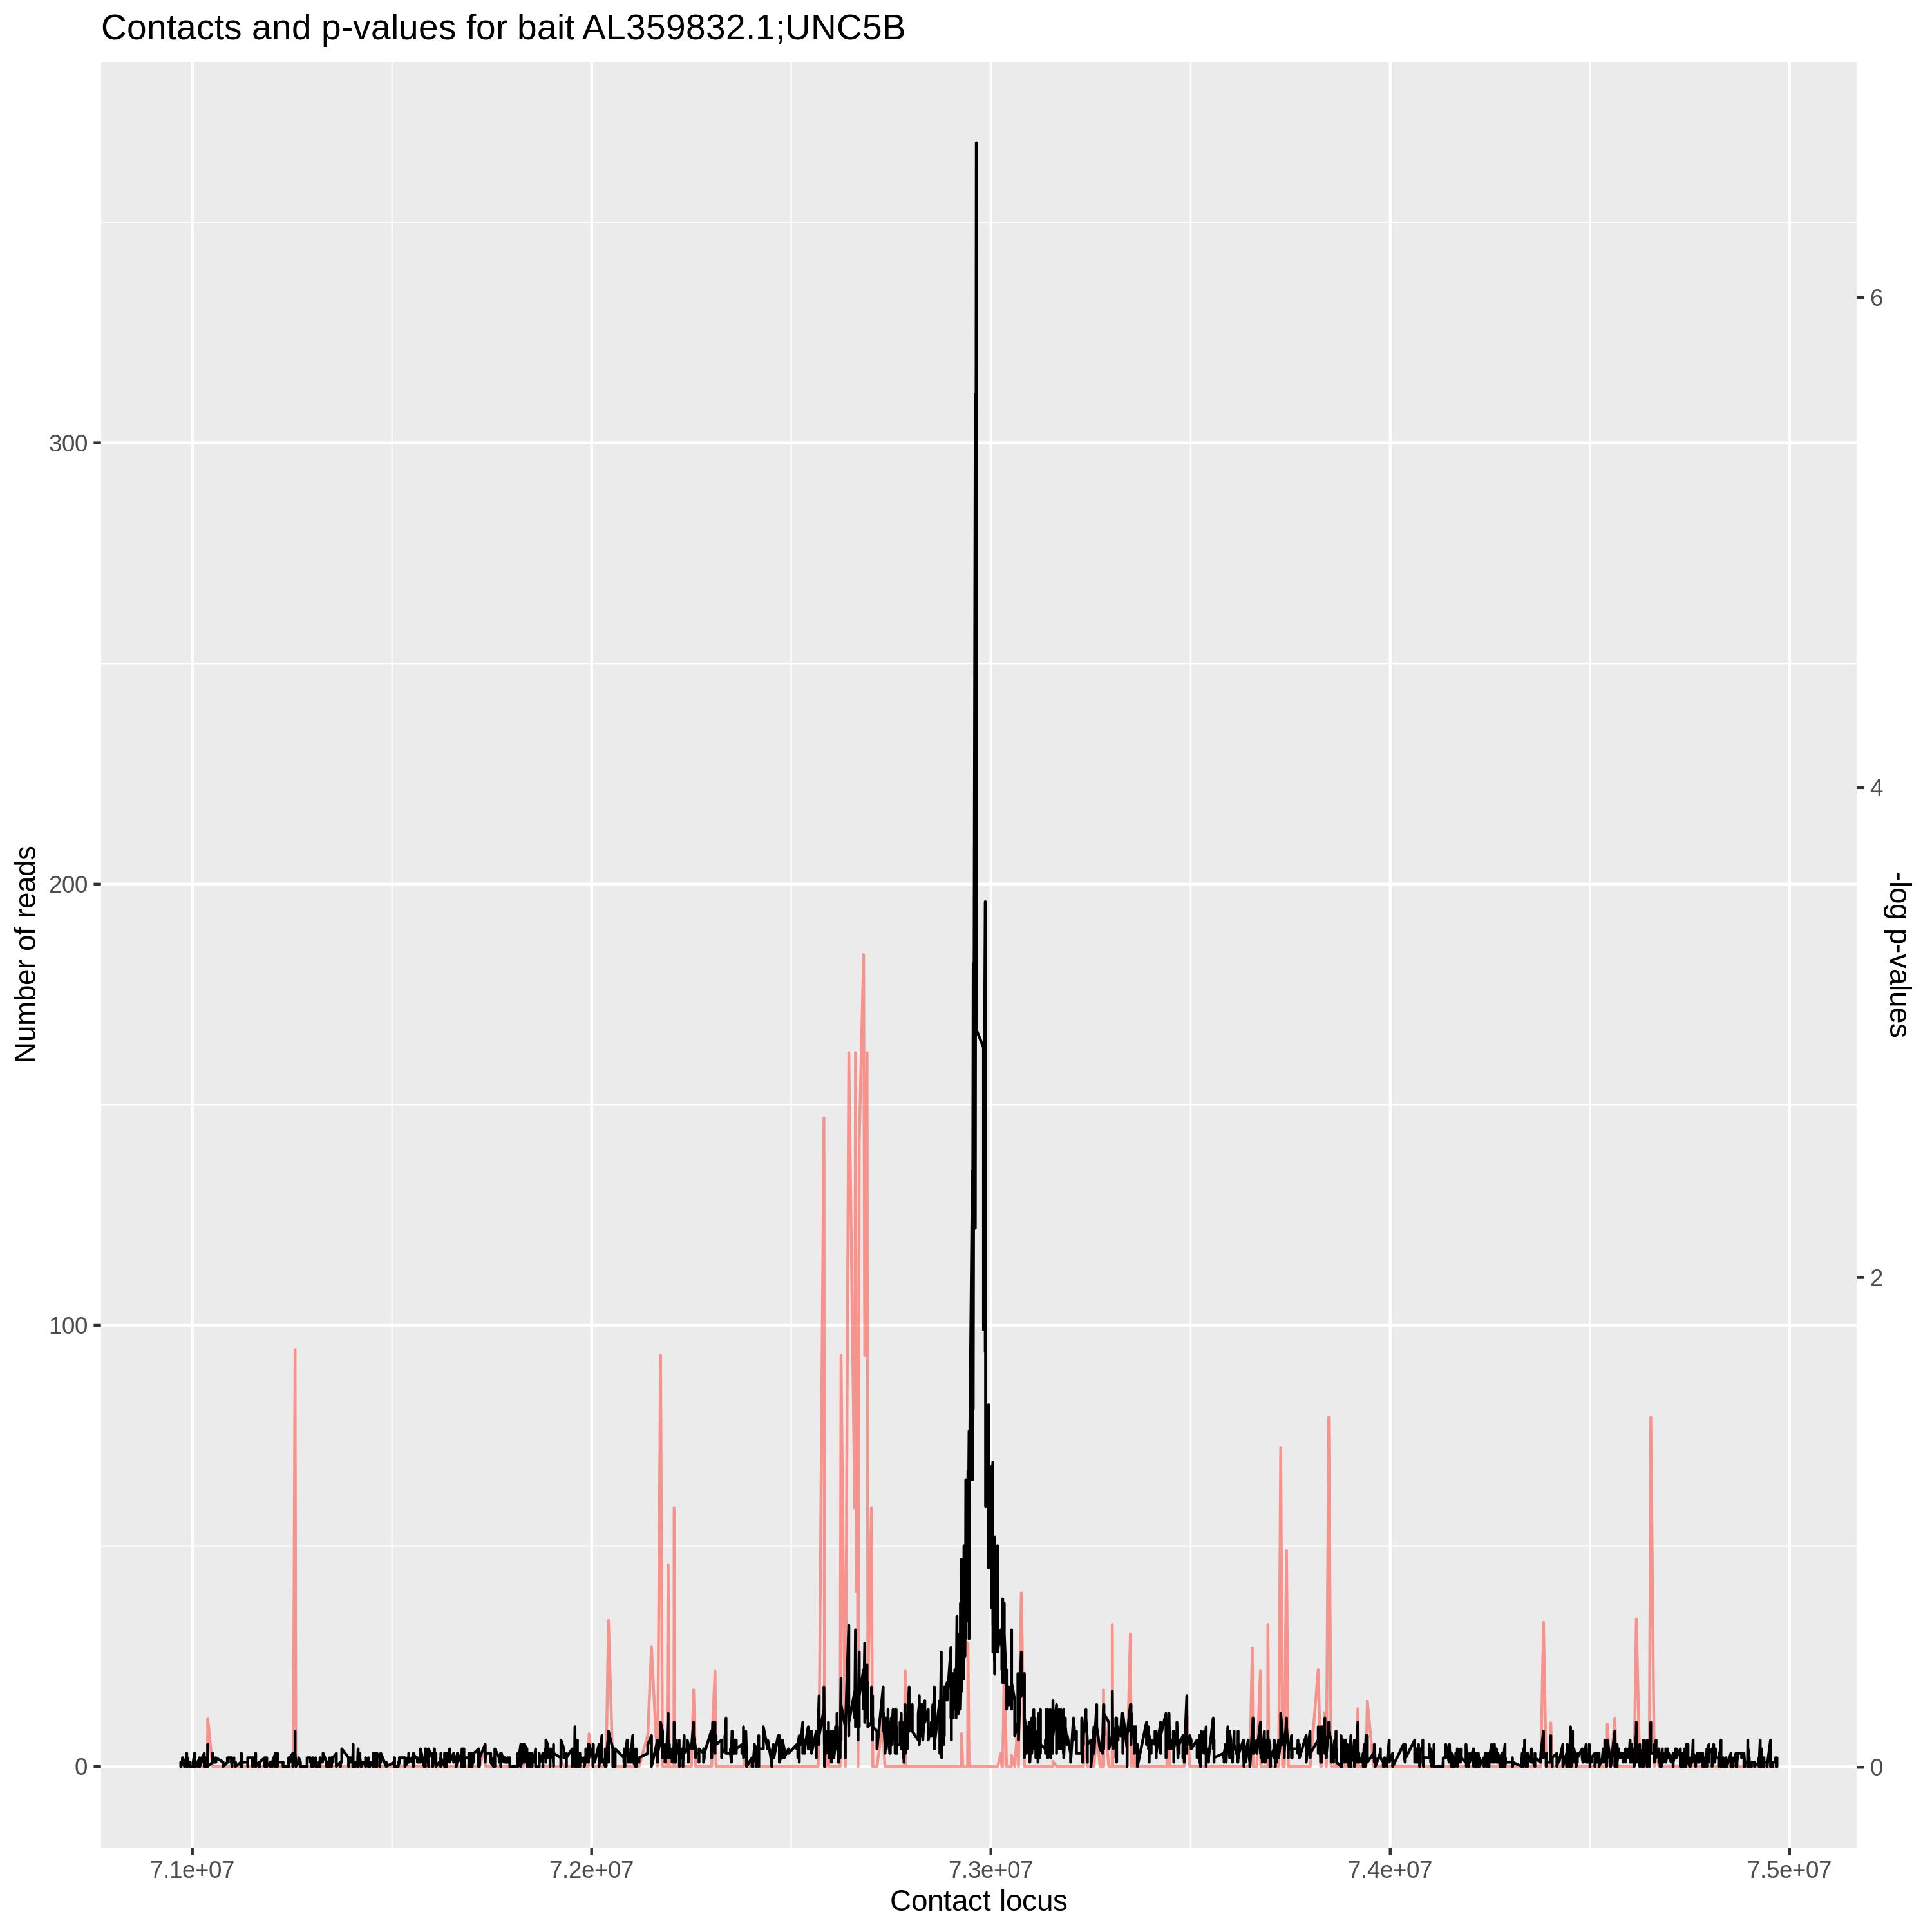 Contacts and p-values for bait AL359832.1;UNC5B
Number of reads
300
200
100
0
6
4
2
0
-log p-values
7.1e+07 7.2e+07 7.3e+07 7.4e+07 7.5e+07
Contact locus